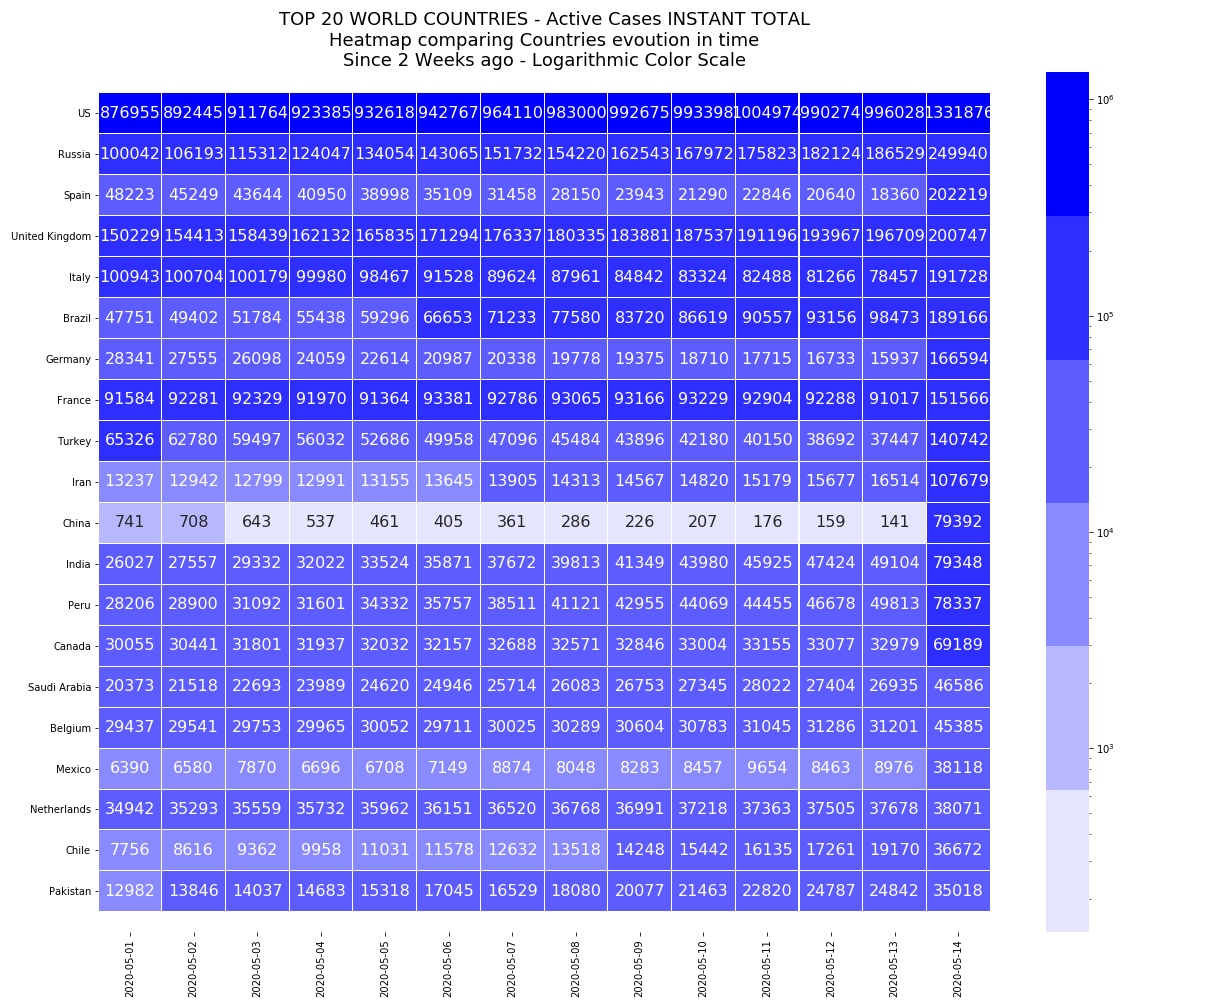 TOP 20 WORLD COUNTRIES - Active Cases INSTANT TOTAL
Heatmap comparing Countries evoution in time
Since 2 Weeks ago - Logarithmic Color Scale
US 876955 892445 911764 923385 932618 942767 964110 983000 992675 993398 1004974 990274 996028 1331876
Russia 100042 106193 115312 124047 134054 143065 151732 154220 162543 167972 175823 182124 186529 249940
Spain 48223 45249 43644 40950 38998 35109 31458 28150 23943 21290 22846 20640 18360 202219
United Kingdom 150229 154413 158439 162132 165835 171294 176337 180335 183881 187537 191196 193967 196709 200747
Italy 100943 100704 100179 99980 98467 91528 89624 87961 84842 83324 82488 81266 78457 191728
Brazil 47751 49402 51784 55438 59296 66653 71233 77580 83720 86619 90557 93156 98473 189166
Germany 28341 27555 26098 24059 22614 20987 20338 19778 19375 18710 17715 16733 15937 166594
France 91584 92281 92329 91970 91364 93381 92786 93065 93166 93229 92904 92288 91017 151566
Turkey 65326 62780 59497 56032 52686 49958 47096 45484 43896 42180 40150 38692 37447 140742
Iran 13237 12942 12799 12991 13155 13645 13905 14313 14567 14820 15179 15677 16514 107679
China 741 708 643 537 461 405 361 286 226 207 176 159 141 79392
India 26027 27557 29332 32022 33524 35871 37672 39813 41349 43980 45925 47424 49104 79348
Peru 28206 28900 31092 31601 34332 35757 38511 41121 42955 44069 44455 46678 49813 78337
Canada 30055 30441 31801 31937 32032 32157 32688 32571 32846 33004 33155 33077 32979 69189
Saudi Arabia 20373 21518 22693 23989 24620 24946 25714 26083 26753 27345 28022 27404 26935 46586
Belgium 29437 29541 29753 29965 30052 29711 30025 30289 30604 30783 31045 31286 31201 45385
Mexico 6390 6580 7870 6696 6708 7149 8874 8048 8283 8457 9654 8463 8976 38118
Netherlands 34942 35293 35559 35732 35962 36151 36520 36768 36991 37218 37363 37505 37678 38071
Chile 7756 8616 9362 9958 11031 11578 12632 13518 14248 15442 16135 17261 19170 36672
Pakistan 12982 13846 14037 14683 15318 17045 16529 18080 20077 21463 22820 24787 24842 35018
2020-05-01 2020-05-02 2020-05-03 2020-05-04 2020-05-05 2020-05-06 2020-05-07 2020-05-08 2020-05-09 2020-05-10 2020-05-11 2020-05-12 2020-05-13 2020-05-14
10⁶
10⁵
10⁴
10³